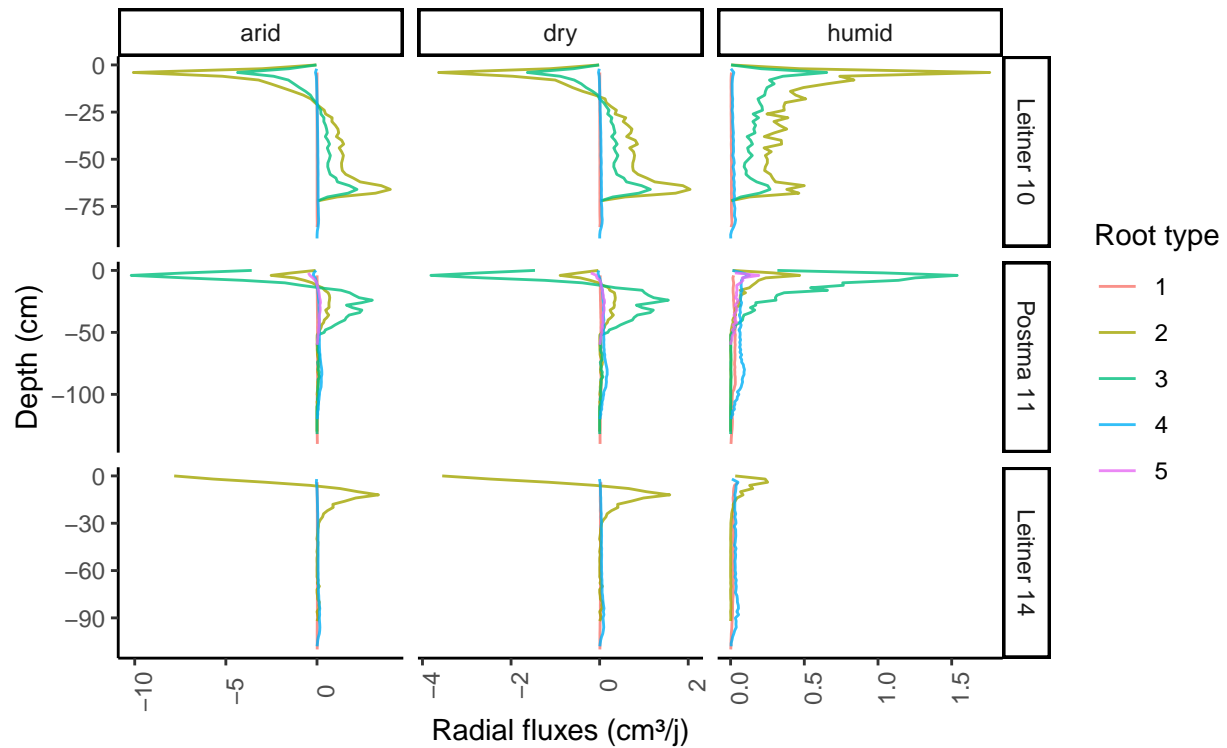 arid dry humid
0
−25
−50
−75
Leitner 10
0
−50
−100
Postma 11
0
−30
−60
−90
Leitner 14
−10 −5 0 −4 −2 0 2 0.0 0.5 1.0 1.5
Depth (cm)
Radial fluxes (cm³/j)
Root type
1
2
3
4
5